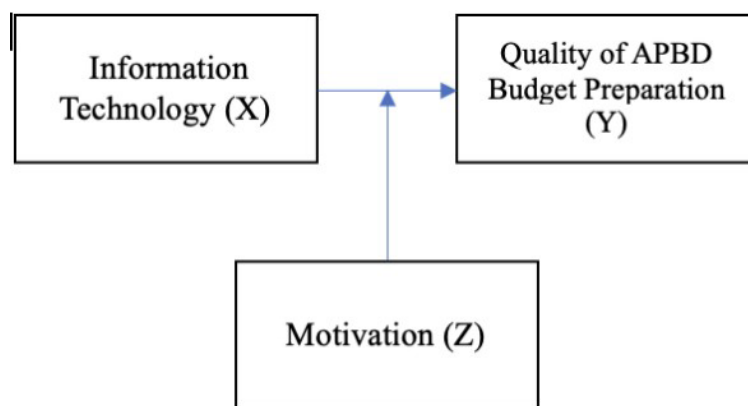 Information
Technology (X)
Quality of APBD
Budget Preparation
(Y)
Motivation (Z)